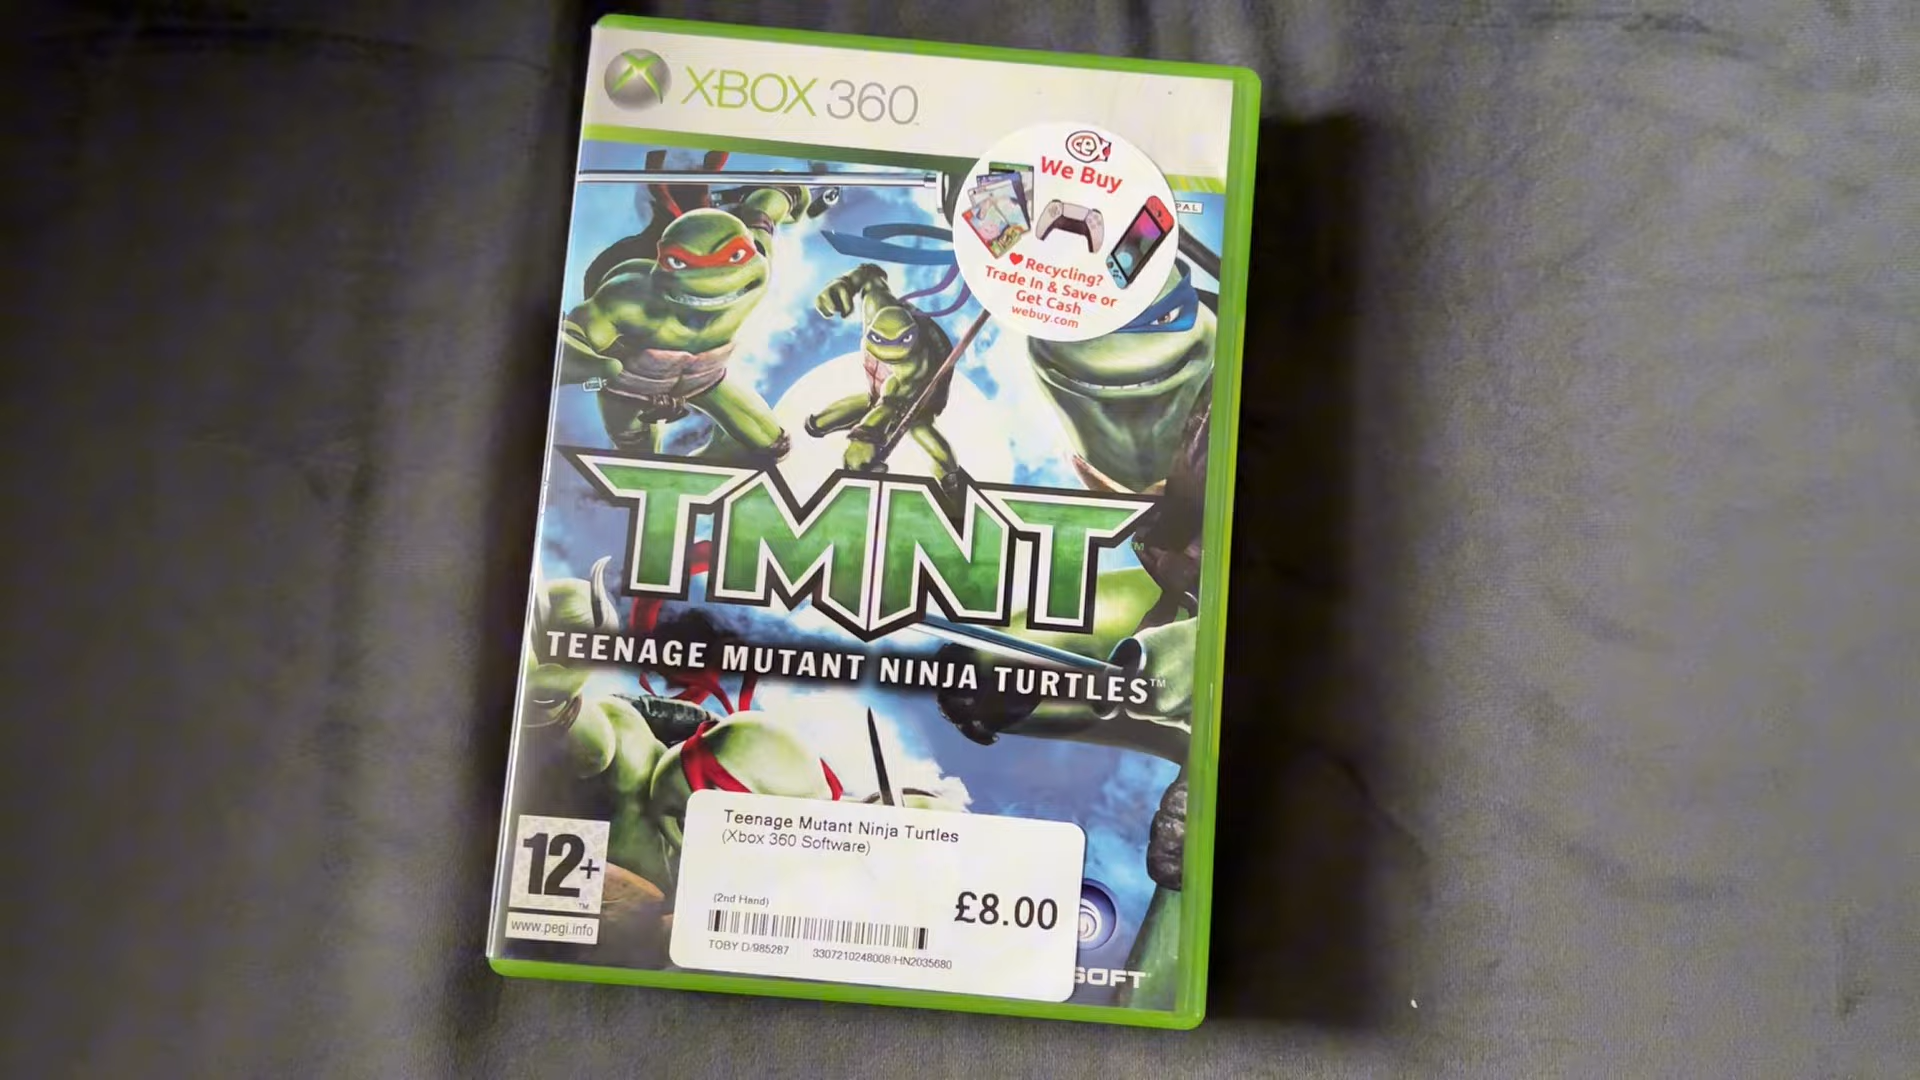 XBOX 360
cex
We Buy
PAL
Recycling?
Trade In & Save or
Get Cash
webuy.com
TMNT
TEENAGE MUTANT NINJA TURTLES™
Teenage Mutant Ninja Turtles
(Xbox 360 Software)
12+
www.pegi.info
(2nd Hand)
£8.00
TOBY D/985287 3307210248008/HN2035680
SOFT